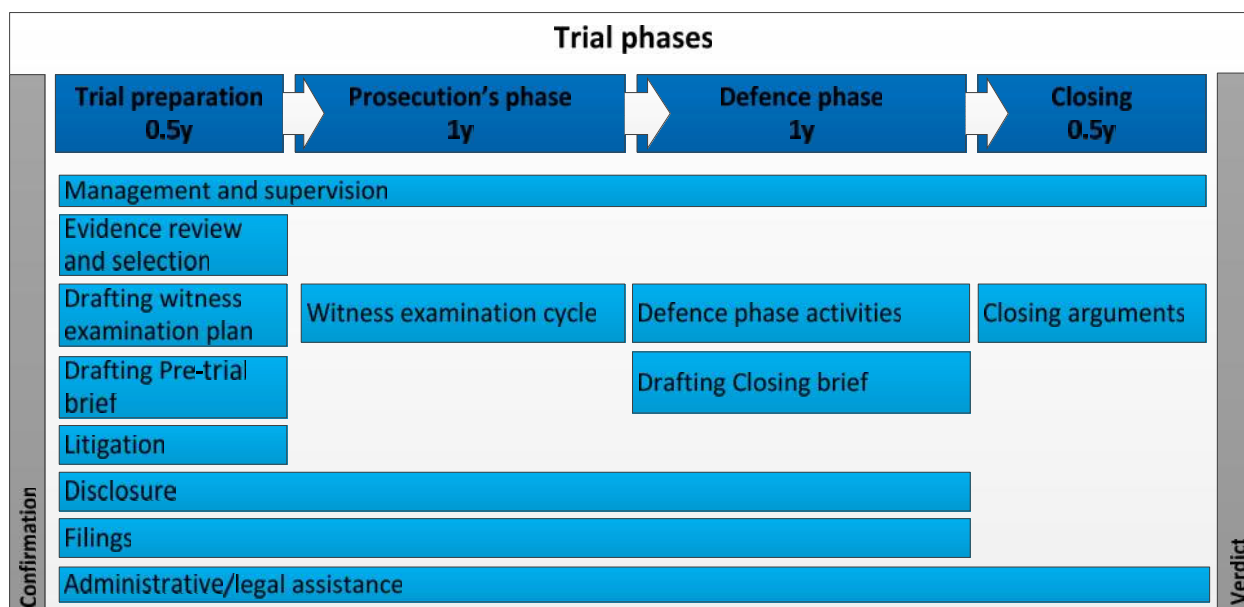 Trial phases
Trial preparation
0.5y
Prosecution's phase
1y
Defence phase
1y
Closing
0.5y
Management and supervision
Evidence review
and selection
Drafting witness
examination plan
Witness examination cycle
Defence phase activities
Closing arguments
Drafting Pre-trial
brief
Drafting Closing brief
Litigation
Disclosure
Filings
Administrative/legal assistance
Confirmation
Verdict